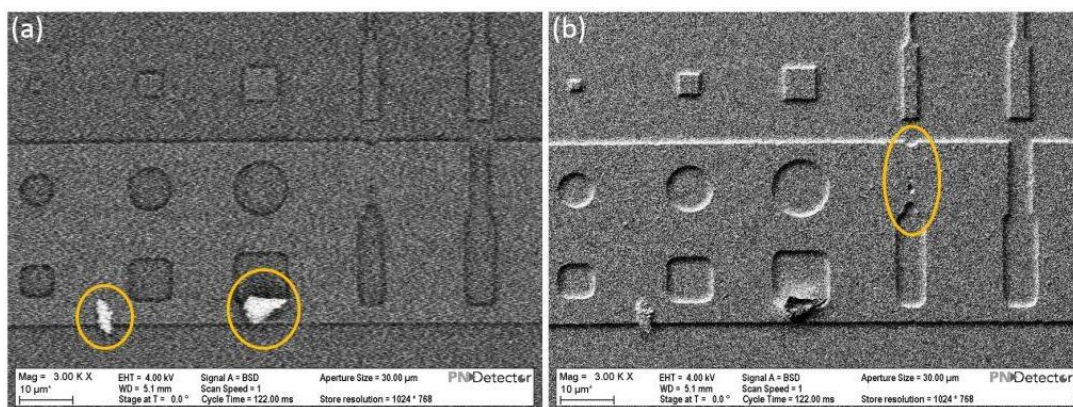 (a)
Mag = 3.00 K X
10 µm*
EHT = 4.00 kV
WD = 5.1 mm
Stage at T = 0.0 °
Signal A = BSD
Scan Speed = 1
Cycle Time = 122.00 ms
Aperture Size = 30.00 µm
Store resolution = 1024 * 768
PNDetector
(b)
Mag = 3.00 K X
10 µm*
EHT = 4.00 kV
WD = 5.1 mm
Stage at T = 0.0 °
Signal A = BSD
Scan Speed = 1
Cycle Time = 122.00 ms
Aperture Size = 30.00 µm
Store resolution = 1024 * 768
PNDetector